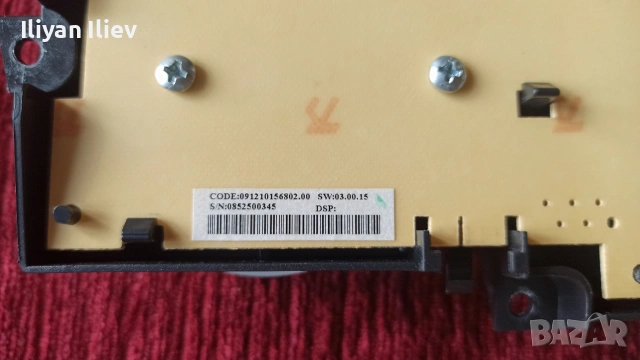 Iliyan Iliev
CODE:091210156802.00 SW:03.00.15
S/N:0852500345 DSP:
BAZAR